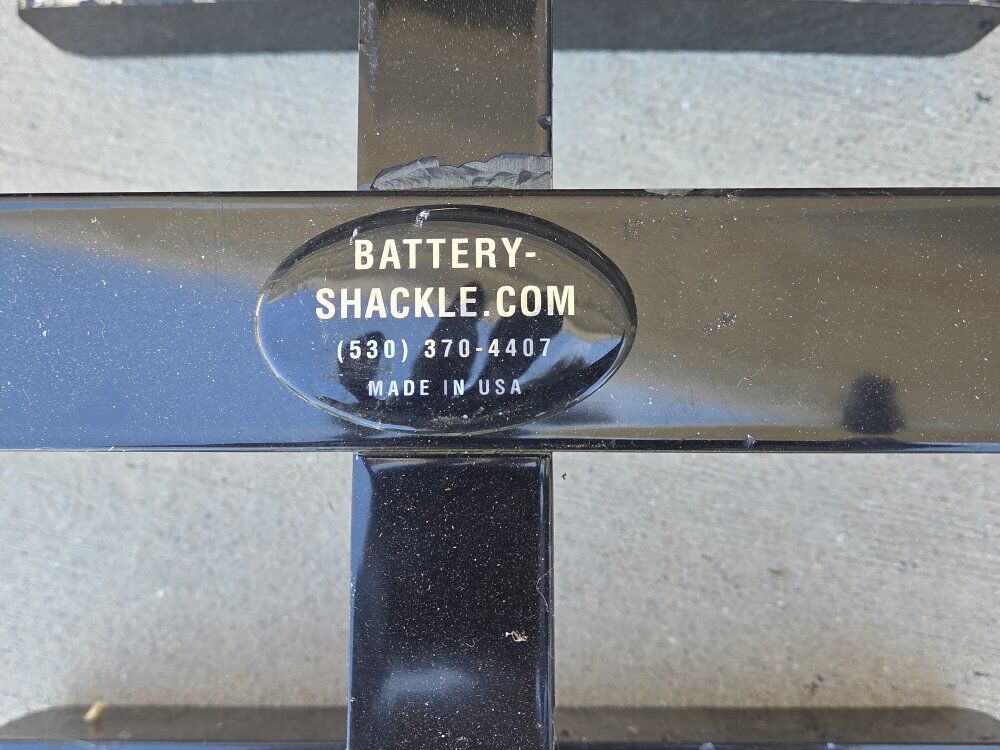 BATTERY-
SHACKLE.COM
(530) 370-4407
MADE IN USA